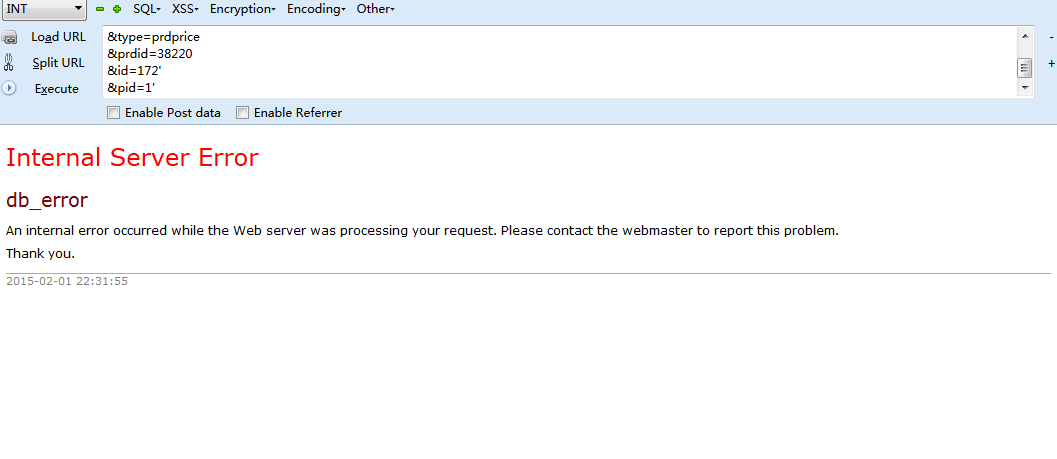 INT SQL XSS Encryption Encoding Other
Load URL
Split URL
Execute
&type=prdprice
&prdid=38220
&id=172'
&pid=1'
-
+
Enable Post data Enable Referrer
Internal Server Error
db_error
An internal error occurred while the Web server was processing your request. Please contact the webmaster to report this problem.
Thank you.
2015-02-01 22:31:55